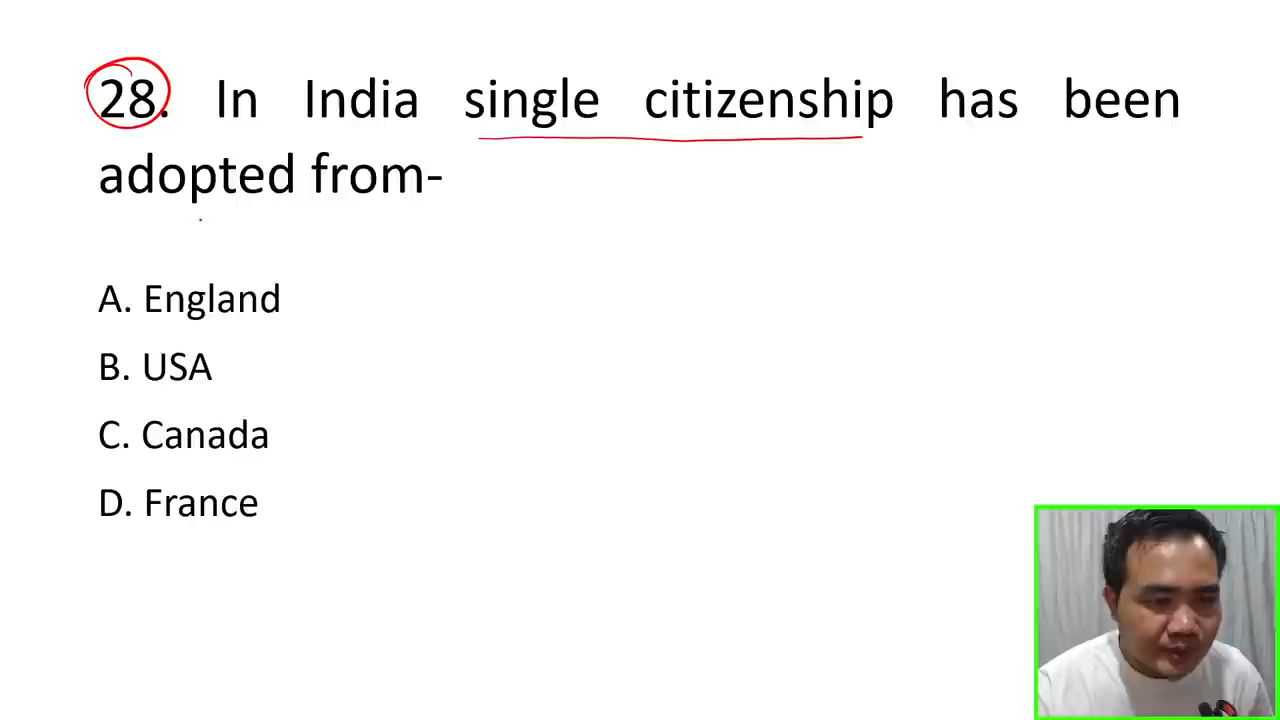 28. In India single citizenship has been
adopted from-
A. England
B. USA
C. Canada
D. France